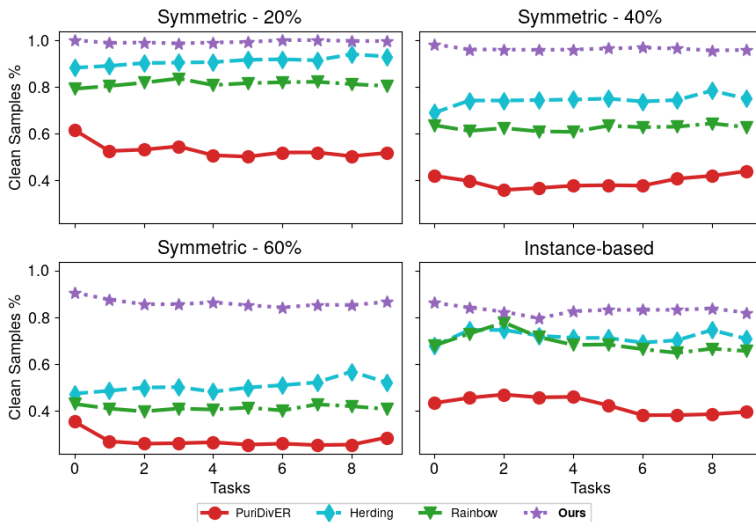 Symmetric - 20%
Symmetric - 40%
Clean Samples %
1.0
0.8
0.6
0.4
Symmetric - 60%
Instance-based
Clean Samples %
1.0
0.8
0.6
0.4
0 2 4 6 8
0 2 4 6 8
Tasks
Tasks
PuriDivER Herding Rainbow Ours